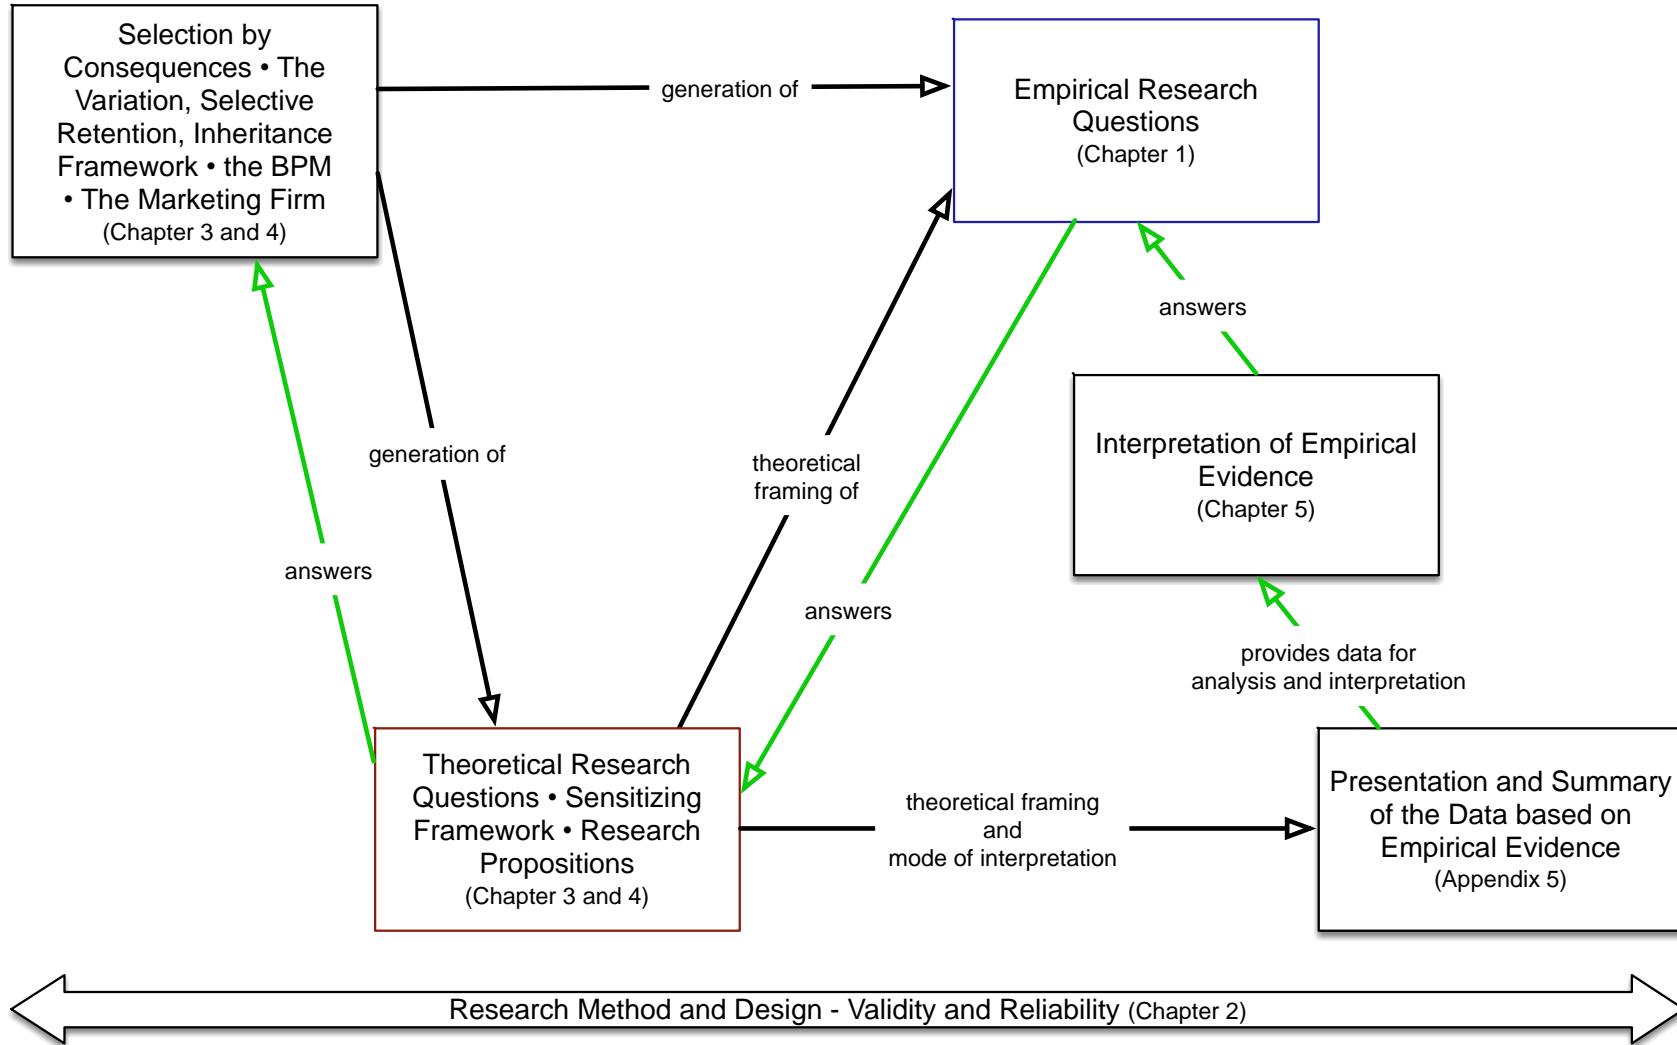 Selection by
Consequences • The
Variation, Selective
Retention, Inheritance
Framework • the BPM
• The Marketing Firm
(Chapter 3 and 4)
generation of
Empirical Research
Questions
(Chapter 1)
answers
Interpretation of Empirical
Evidence
(Chapter 5)
generation of
theoretical
framing of
answers
answers
provides data for
analysis and interpretation
Theoretical Research
Questions • Sensitizing
Framework • Research
Propositions
(Chapter 3 and 4)
theoretical framing
and
mode of interpretation
Presentation and Summary
of the Data based on
Empirical Evidence
(Appendix 5)
Research Method and Design - Validity and Reliability (Chapter 2)